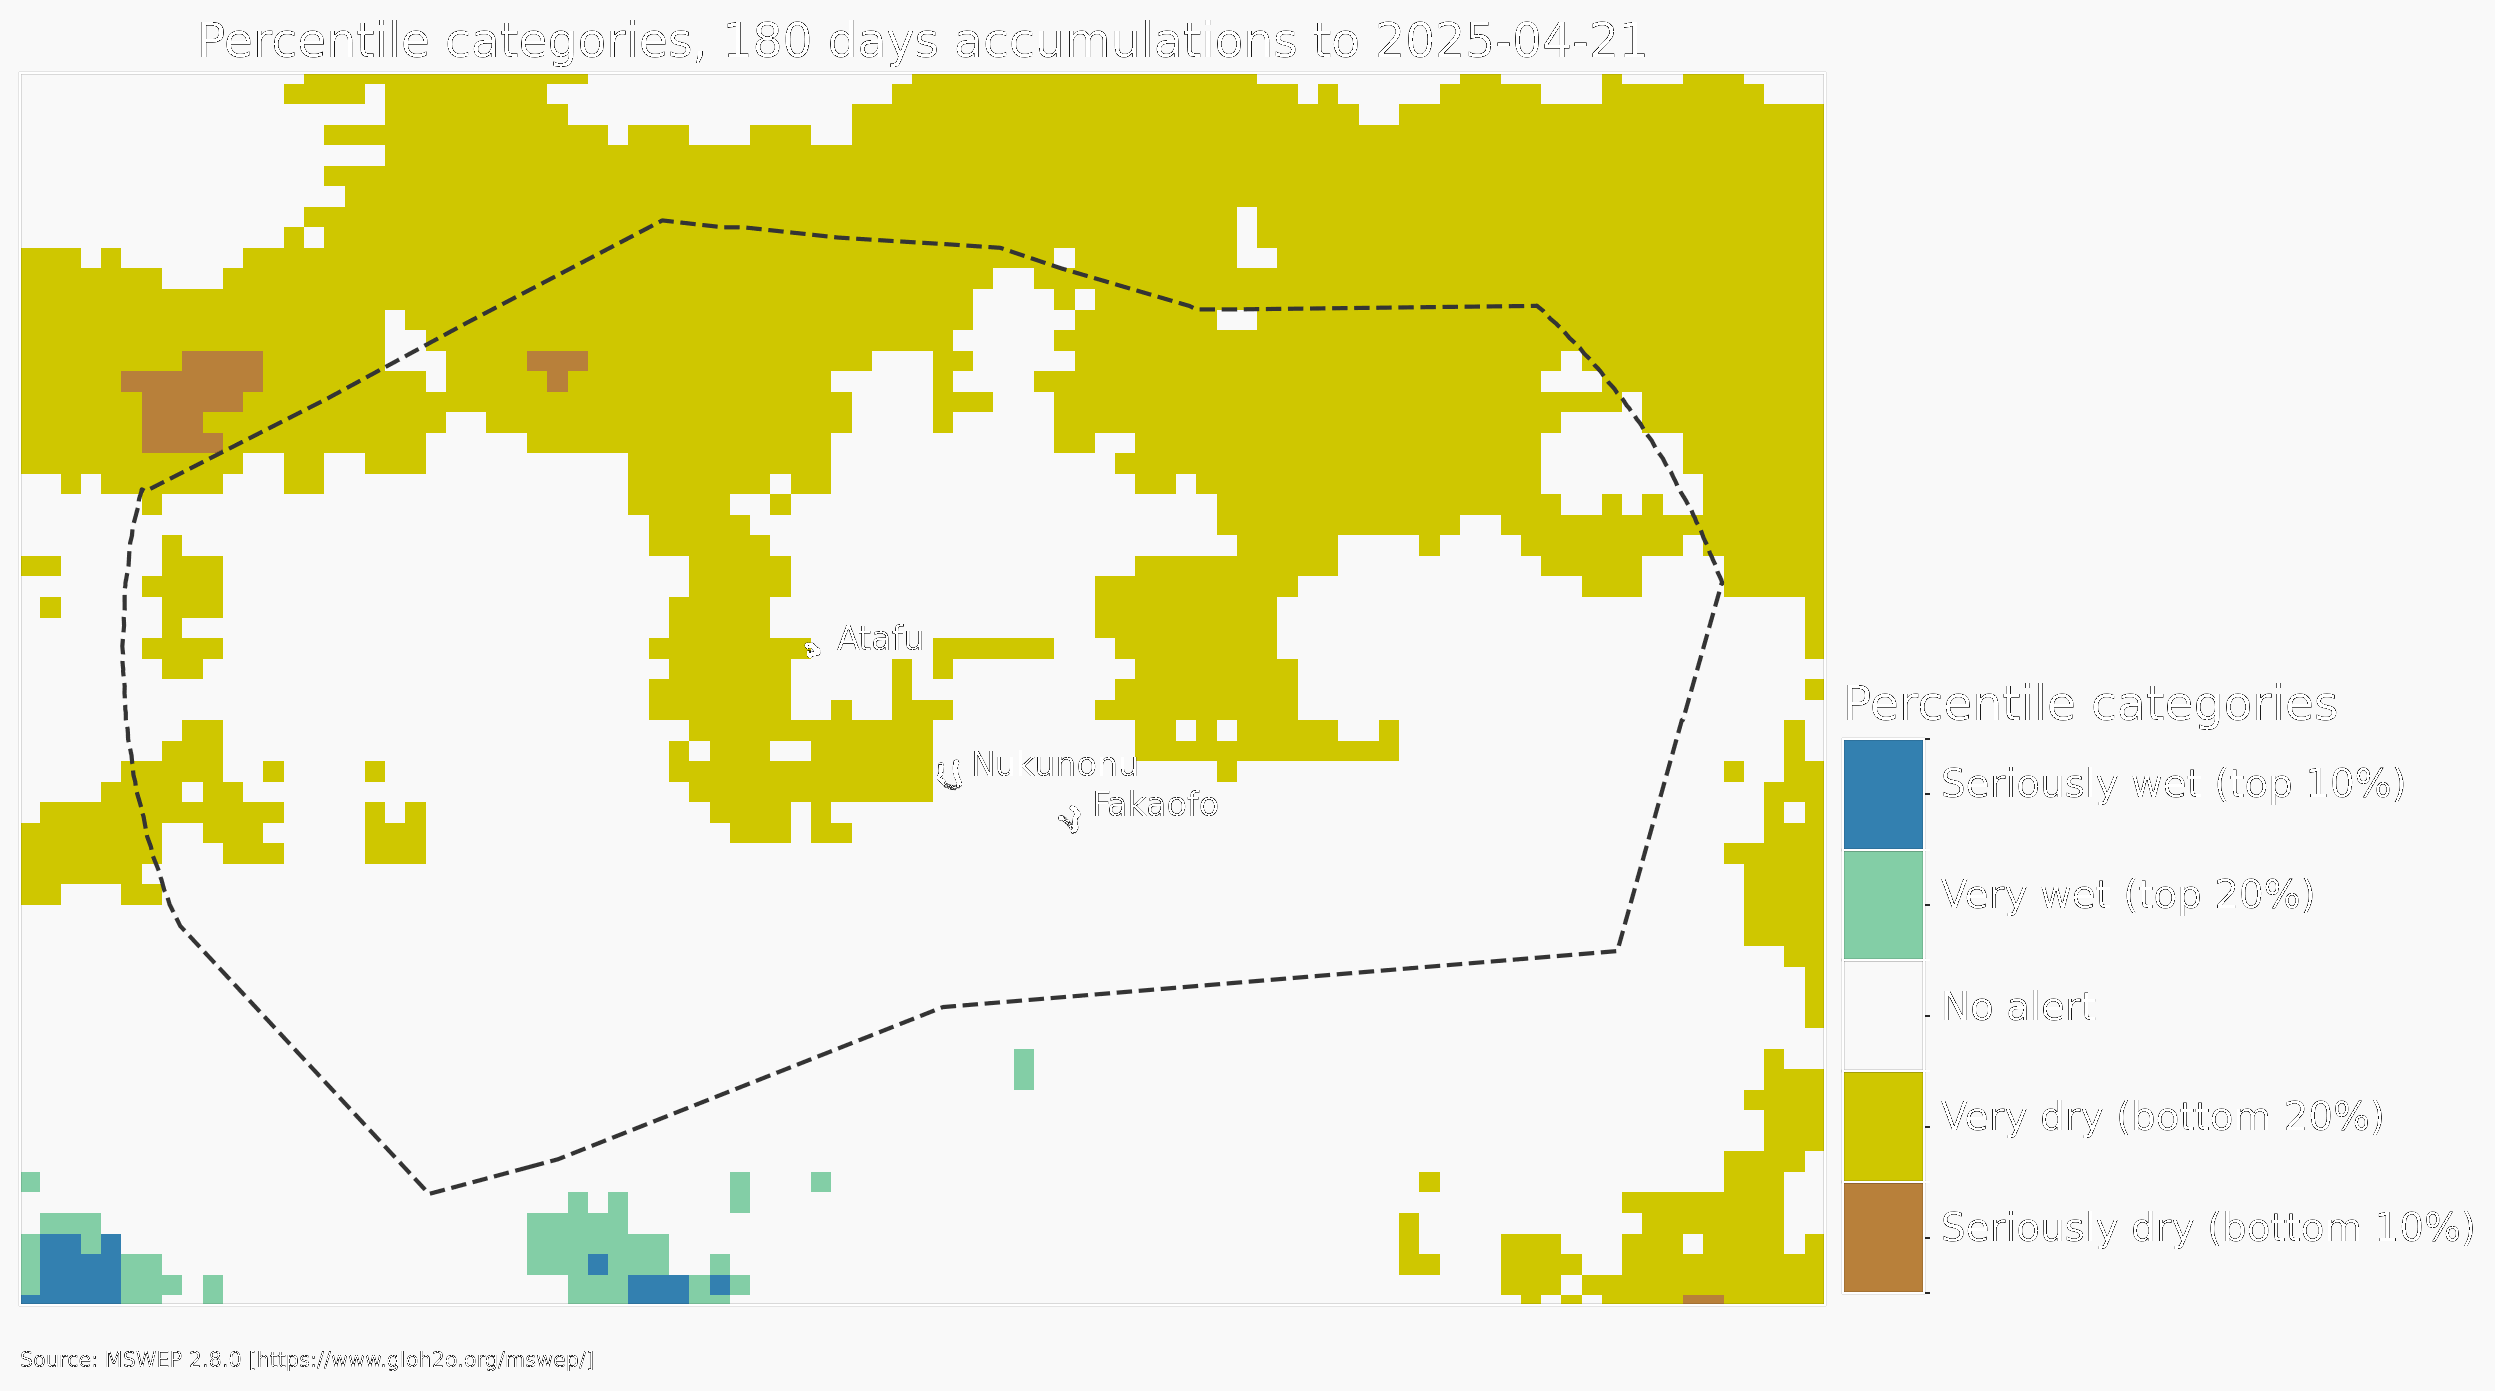 Percentile categories, 180 days accumulations to 2025-04-21
Atafu
Nukunonu
Fakaofo
Percentile categories
Seriously wet (top 10%)
Very wet (top 20%)
No alert
Very dry (bottom 20%)
Seriously dry (bottom 10%)
Source: MSWEP 2.8.0 [https://www.gloh2o.org/mswep/]